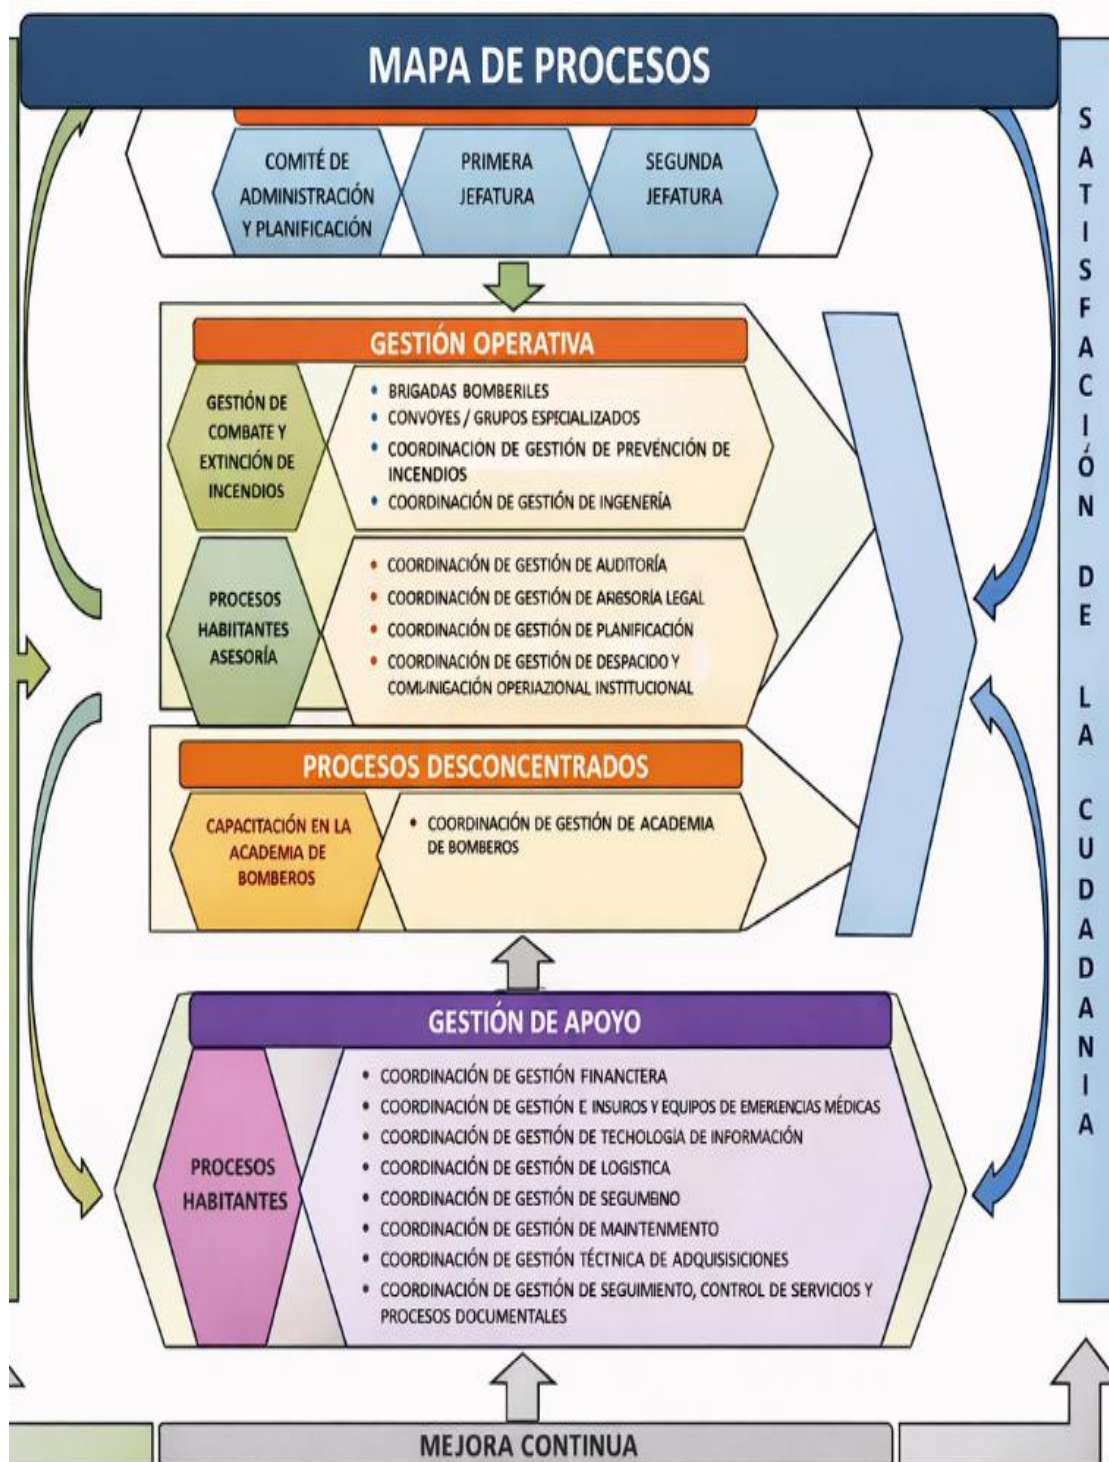 MAPA DE PROCESOS
COMITÉ DE
ADMINISTRACIÓN
Y PLANIFICACIÓN
PRIMERA
JEFATURA
SEGUNDA
JEFATURA
GESTIÓN OPERATIVA
GESTIÓN DE
COMBATE Y
EXTINCIÓN DE
INCENDIOS
• BRIGADAS BOMBERILES
• CONVOYES / GRUPOS ESPECIALIZADOS
• COORDINACIÓN DE GESTIÓN DE PREVENCIÓN DE
INCENDIOS
• COORDINACIÓN DE GESTIÓN DE INGENERÍA
PROCESOS
HABIITANTES
ASESORÍA
• COORDINACIÓN DE GESTIÓN DE AUDITORÍA
• COORDINACIÓN DE GESTIÓN DE ARGSORÍA LEGAL
• COORDINACIÓN DE GESTIÓN DE PLANIFICACIÓN
• COORDINACIÓN DE GESTIÓN DE DESPACIDO Y
INSTITUCIONAL
PROCESOS DESCONCENTRADOS
CAPACITACIÓN EN LA
ACADEMIA DE
BOMBEROS
• COORDINACIÓN DE GESTIÓN DE ACADEMIA
DE BOMBEROS
GESTIÓN DE APOYO
PROCESOS
HABITANTES
• COORDINACIÓN DE GESTIÓN FINANCTERA
• COORDINACIÓN DE GESTIÓN E INSUROS Y EQUIPOS DE EMERLENCIAS MÉDICAS
• COORDINACIÓN DE GESTIÓN DE TECHOLOGÍA DE INFORMACIÓN
• COORDINACIÓN DE GESTIÓN DE LOGISTICA
• COORDINACIÓN DE GESTIÓN DE SEGUMBNO
• COORDINACIÓN DE GESTIÓN DE MAINTENMENTO
• COORDINACIÓN DE GESTIÓN TÉCTNICA DE ADQUISISICIONES
• COORDINACIÓN DE GESTIÓN DE SEGUIMIENTO, CONTROL DE SERVICIOS Y
PROCESOS DOCUMENTALES
MEJORA CONTINUA
SATISFACIÓN DE LA CUDADANIA